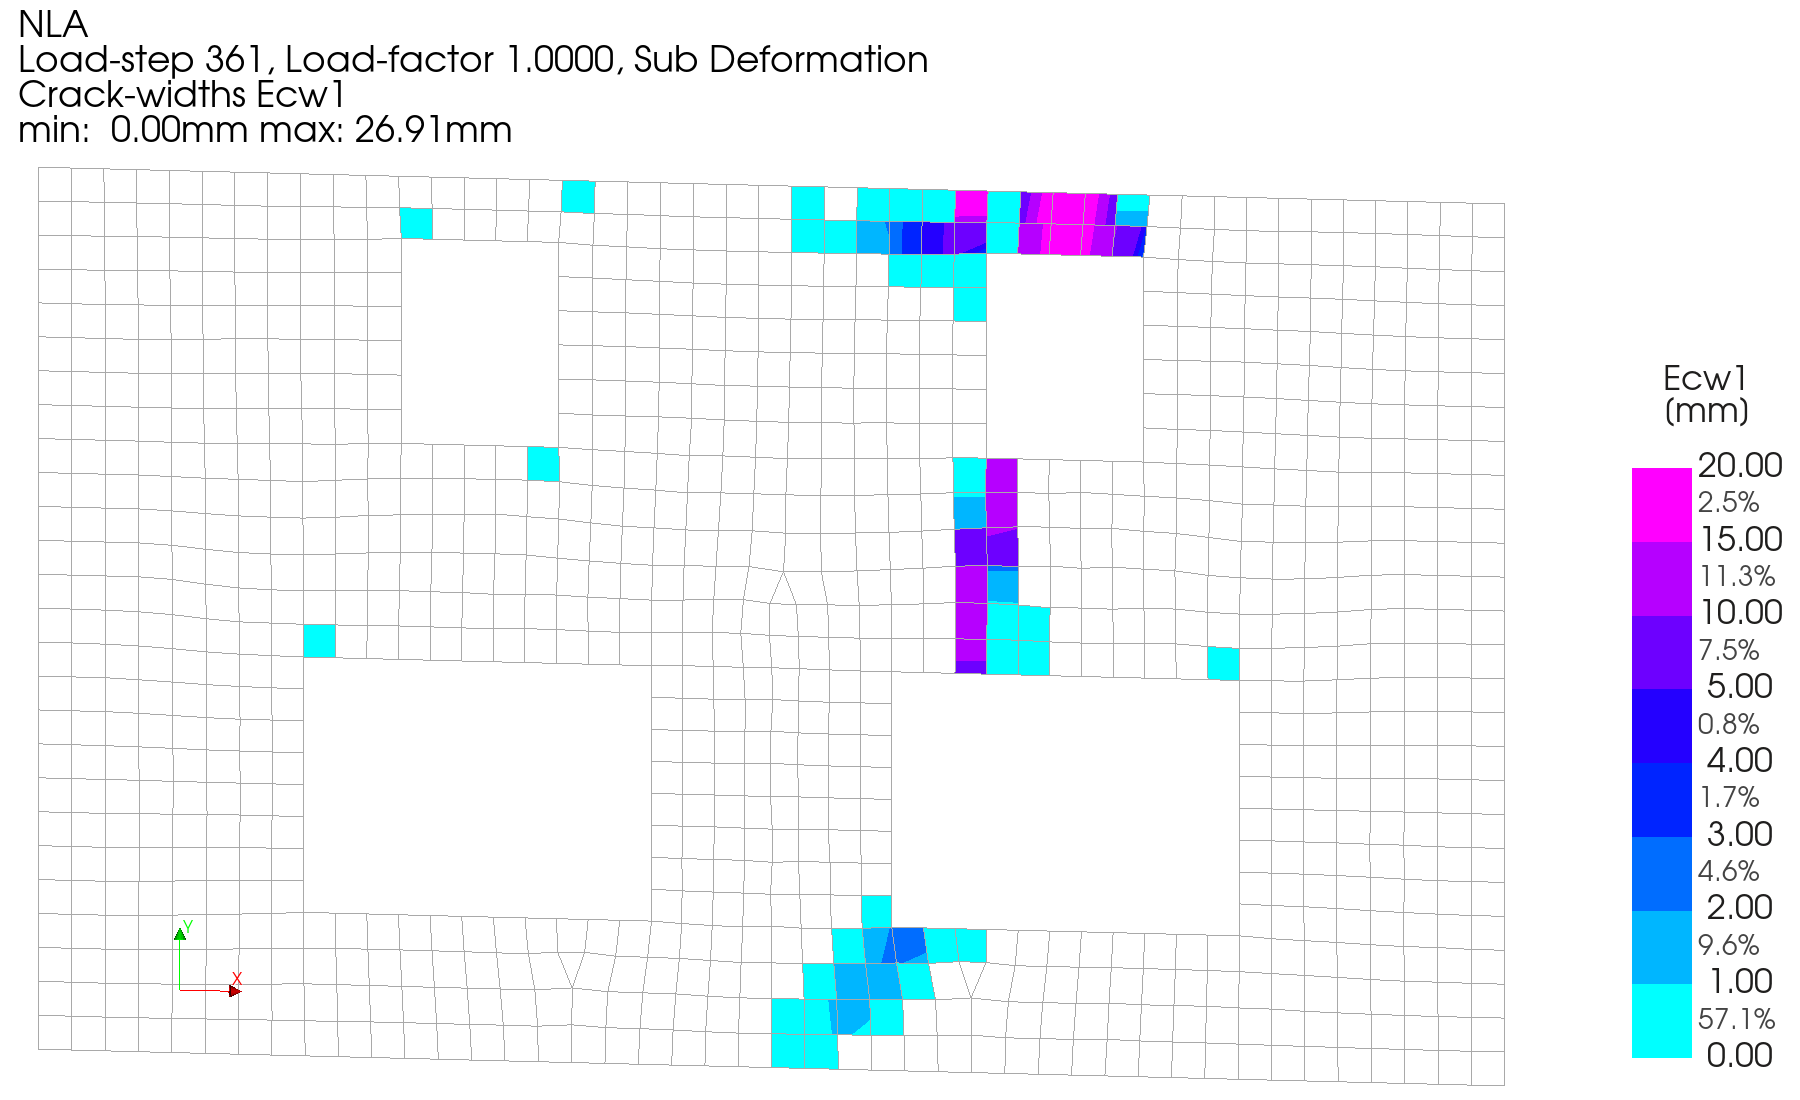 NLA
Load-step 361, Load-factor 1.0000, Sub Deformation
Crack-widths Ecw1
min:  0.00mm max: 26.91mm
Ecw1
(mm)
20.00
2.5%
15.00
11.3%
10.00
7.5%
5.00
0.8%
4.00
1.7%
3.00
4.6%
2.00
9.6%
1.00
57.1%
0.00
Y
X